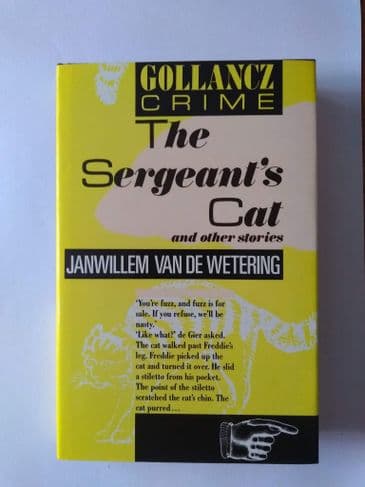 GOLLANCZ
CRIME
The
Sergeant's
Cat
and other stories
JANWILLEM VAN DE WETERING
'You're fuzz, and fuzz is for
sale. If you refuse, we'll be
nasty.'
'Like what?' de Gier asked.
The cat walked past Freddie's
leg. Freddie picked up the
cat and turned it over. He slid
a stiletto from his pocket.
The point of the stiletto
scratched the cat's chin. The
cat purred...